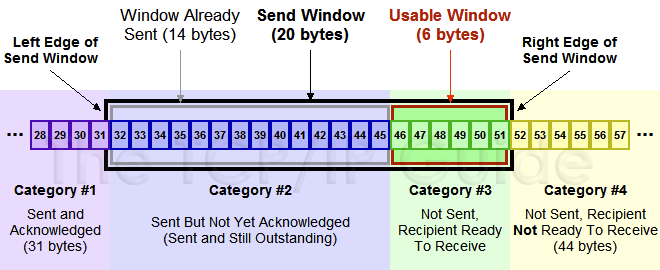 Window Already
Sent (14 bytes)
Send Window
(20 bytes)
Usable Window
(6 bytes)
Left Edge of
Send Window
Right Edge of
Send Window
... 28 29 30 31 32 33 34 35 36 37 38 39 40 41 42 43 44 45 46 47 48 49 50 51 52 53 54 55 56 57 ...
The TCP/IP Guide
Category #1
Sent and
Acknowledged
(31 bytes)
Category #2
Sent But Not Yet Acknowledged
(Sent and Still Outstanding)
Category #3
Not Sent,
Recipient Ready
To Receive
Category #4
Not Sent, Recipient
Not Ready To Receive
(44 bytes)